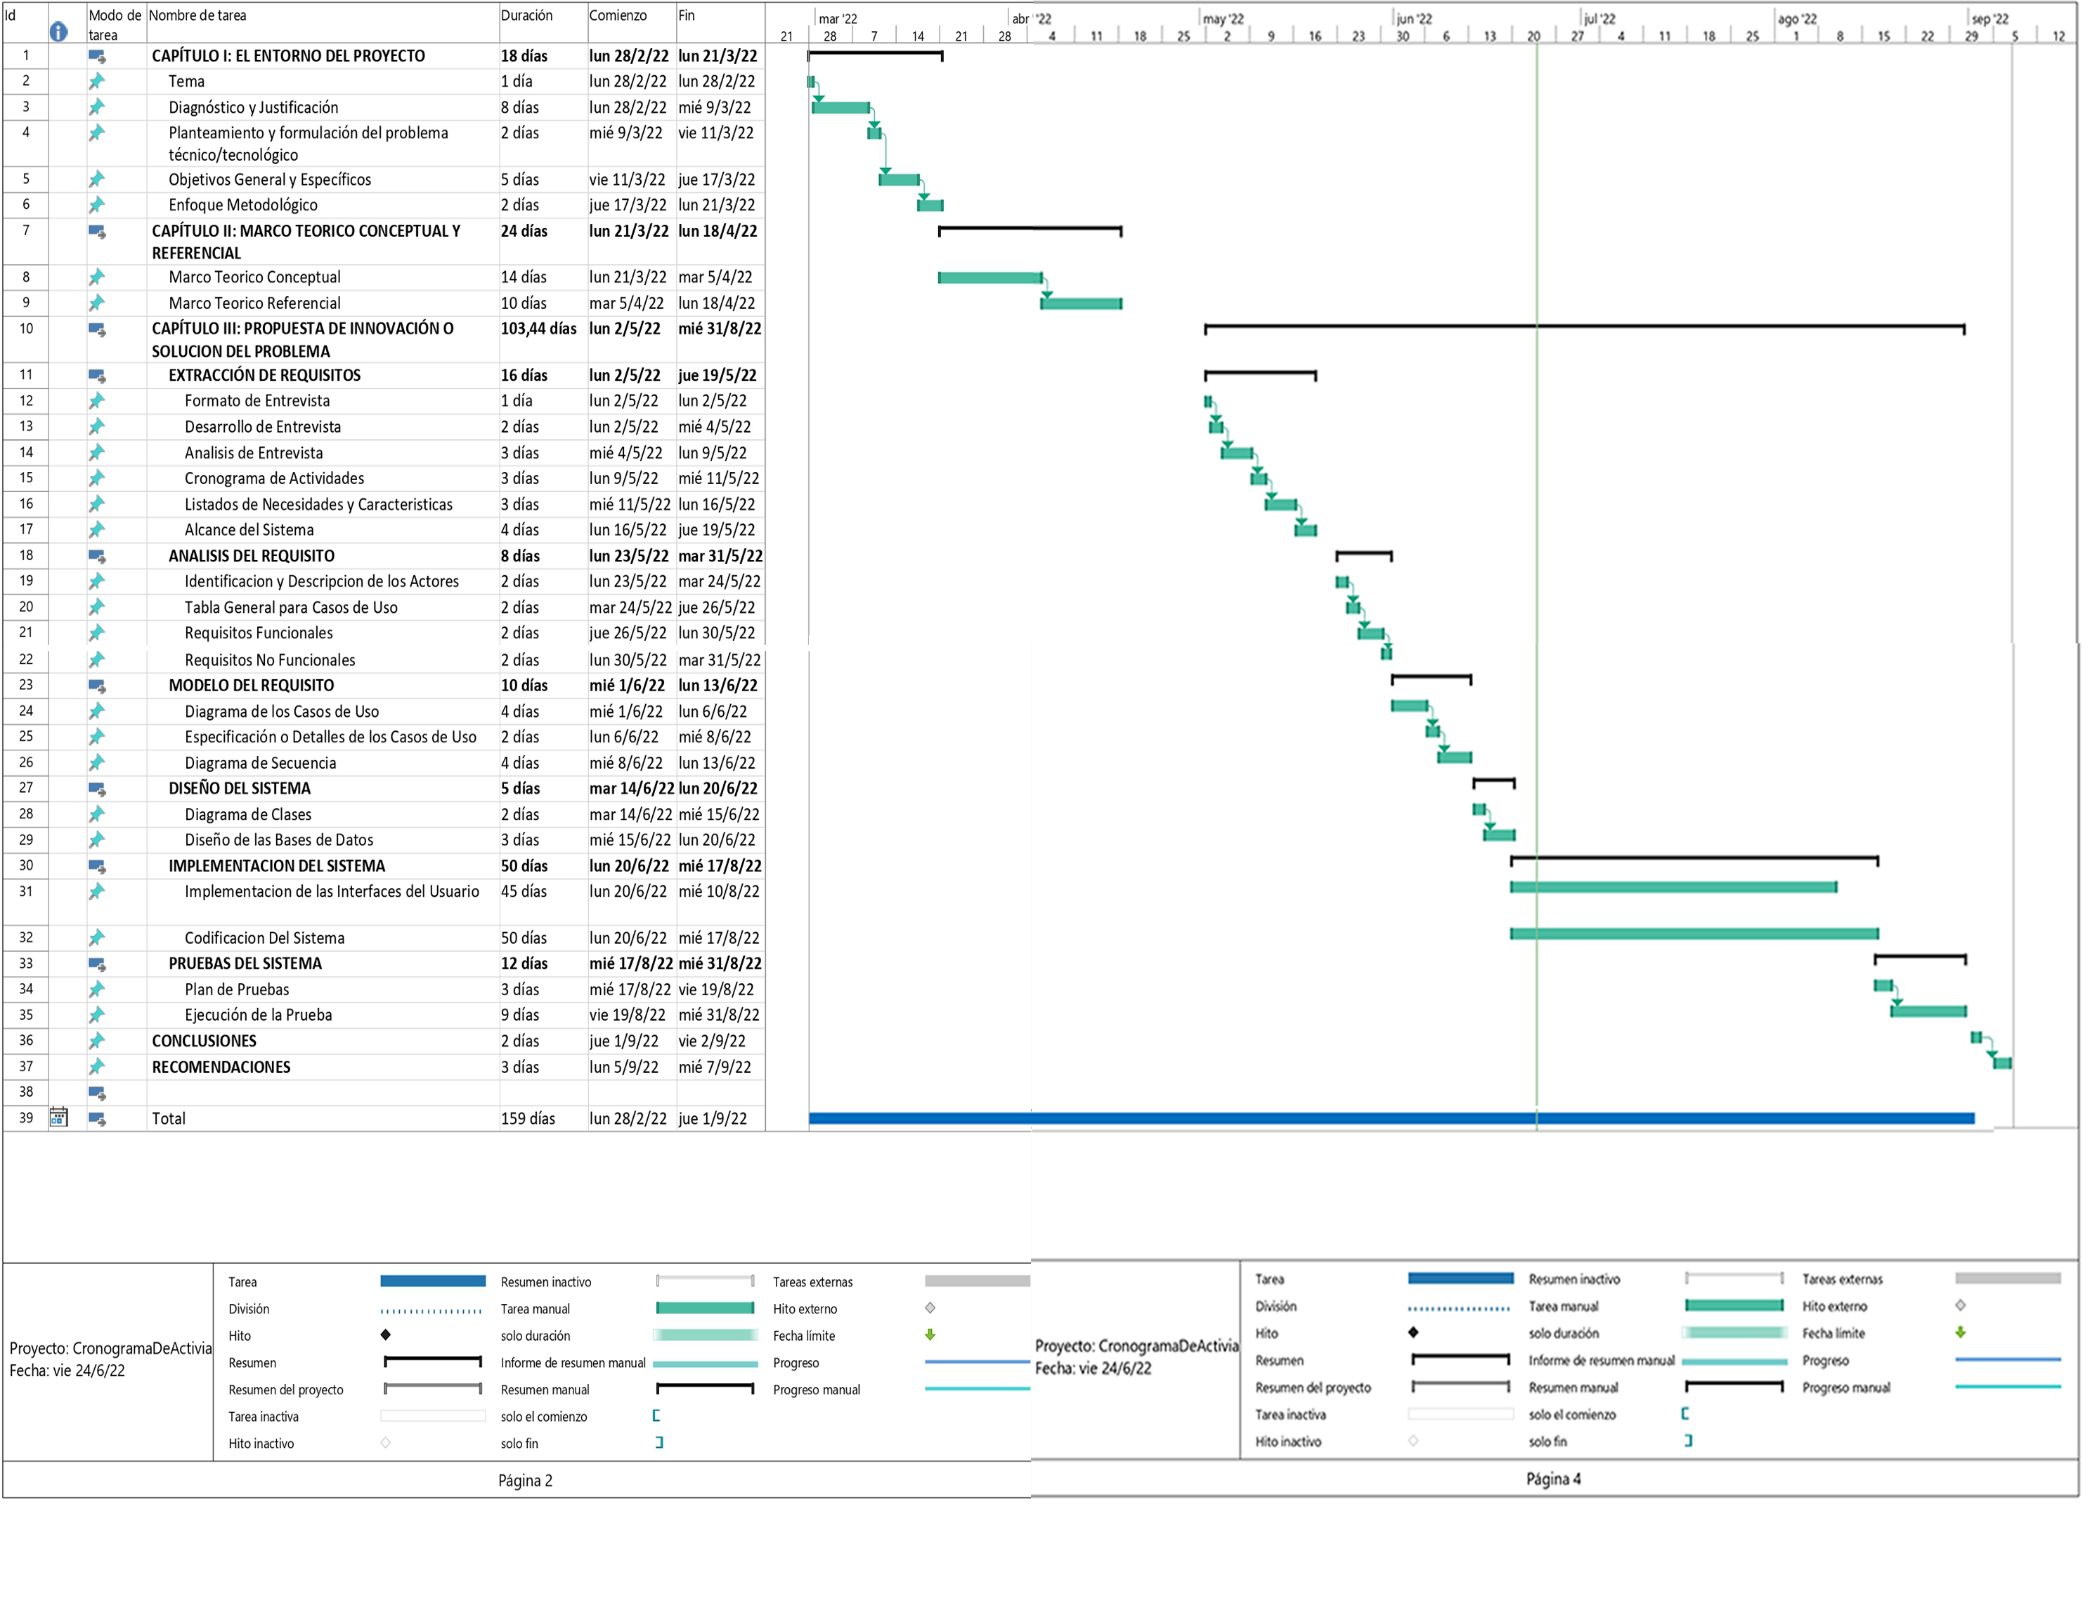 Id Modo de tarea Nombre de tarea Duración Comienzo Fin
mar '22 abr '22 may '22 jun '22 jul '22 ago '22 sep '22
21 28 7 14 21 28 4 11 18 25 2 9 16 23 30 6 13 20 27 4 11 18 25 1 8 15 22 29 5 12
1 CAPÍTULO I: EL ENTORNO DEL PROYECTO 18 días lun 28/2/22 lun 21/3/22
2 Tema 1 día lun 28/2/22 lun 28/2/22
3 Diagnóstico y Justificación 8 días lun 28/2/22 mié 9/3/22
4 Planteamiento y formulación del problema 2 días mié 9/3/22 vie 11/3/22
técnico/tecnológico
5 Objetivos General y Específicos 5 días vie 11/3/22 jue 17/3/22
6 Enfoque Metodológico 2 días jue 17/3/22 lun 21/3/22
7 CAPÍTULO II: MARCO TEORICO CONCEPTUAL Y 24 días lun 21/3/22 lun 18/4/22
REFERENCIAL
8 Marco Teorico Conceptual 14 días lun 21/3/22 mar 5/4/22
9 Marco Teorico Referencial 10 días mar 5/4/22 lun 18/4/22
10 CAPÍTULO III: PROPUESTA DE INNOVACIÓN O 103,44 días lun 2/5/22 mié 31/8/22
SOLUCION DEL PROBLEMA
11 EXTRACCIÓN DE REQUISITOS 16 días lun 2/5/22 jue 19/5/22
12 Formato de Entrevista 1 día lun 2/5/22 lun 2/5/22
13 Desarrollo de Entrevista 2 días lun 2/5/22 mié 4/5/22
14 Analisis de Entrevista 3 días mié 4/5/22 lun 9/5/22
15 Cronograma de Actividades 3 días lun 9/5/22 mié 11/5/22
16 Listados de Necesidades y Caracteristicas 3 días mié 11/5/22 lun 16/5/22
17 Alcance del Sistema 4 días lun 16/5/22 jue 19/5/22
18 ANALISIS DEL REQUISITO 8 días lun 23/5/22 mar 31/5/22
19 Identificacion y Descripcion de los Actores 2 días lun 23/5/22 mar 24/5/22
20 Tabla General para Casos de Uso 2 días mar 24/5/22 jue 26/5/22
21 Requisitos Funcionales 2 días jue 26/5/22 lun 30/5/22
22 Requisitos No Funcionales 2 días lun 30/5/22 mar 31/5/22
23 MODELO DEL REQUISITO 10 días mié 1/6/22 lun 13/6/22
24 Diagrama de los Casos de Uso 4 días mié 1/6/22 lun 6/6/22
25 Especificación o Detalles de los Casos de Uso 2 días lun 6/6/22 mié 8/6/22
26 Diagrama de Secuencia 4 días mié 8/6/22 lun 13/6/22
27 DISEÑO DEL SISTEMA 5 días mar 14/6/22 lun 20/6/22
28 Diagrama de Clases 2 días mar 14/6/22 mié 15/6/22
29 Diseño de las Bases de Datos 3 días mié 15/6/22 lun 20/6/22
30 IMPLEMENTACION DEL SISTEMA 50 días lun 20/6/22 mié 17/8/22
31 Implementacion de las Interfaces del Usuario 45 días lun 20/6/22 mié 10/8/22
32 Codificacion Del Sistema 50 días lun 20/6/22 mié 17/8/22
33 PRUEBAS DEL SISTEMA 12 días mié 17/8/22 mié 31/8/22
34 Plan de Pruebas 3 días mié 17/8/22 vie 19/8/22
35 Ejecución de la Prueba 9 días vie 19/8/22 mié 31/8/22
36 CONCLUSIONES 2 días jue 1/9/22 vie 2/9/22
37 RECOMENDACIONES 3 días lun 5/9/22 mié 7/9/22
38
39 Total 159 días lun 28/2/22 jue 1/9/22
Proyecto: CronogramaDeActivia
Fecha: vie 24/6/22
Tarea Resumen inactivo Tareas externas
División Tarea manual Hito externo
Hito solo duración Fecha límite
Resumen Informe de resumen manual Progreso
Resumen del proyecto Resumen manual Progreso manual
Tarea inactiva solo el comienzo
Hito inactivo solo fin
Página 2
Proyecto: CronogramaDeActivia
Fecha: vie 24/6/22
Tarea Resumen inactivo Tareas externas
División Tarea manual Hito externo
Hito solo duración Fecha límite
Resumen Informe de resumen manual Progreso
Resumen del proyecto Resumen manual Progreso manual
Tarea inactiva solo el comienzo
Hito inactivo solo fin
Página 4